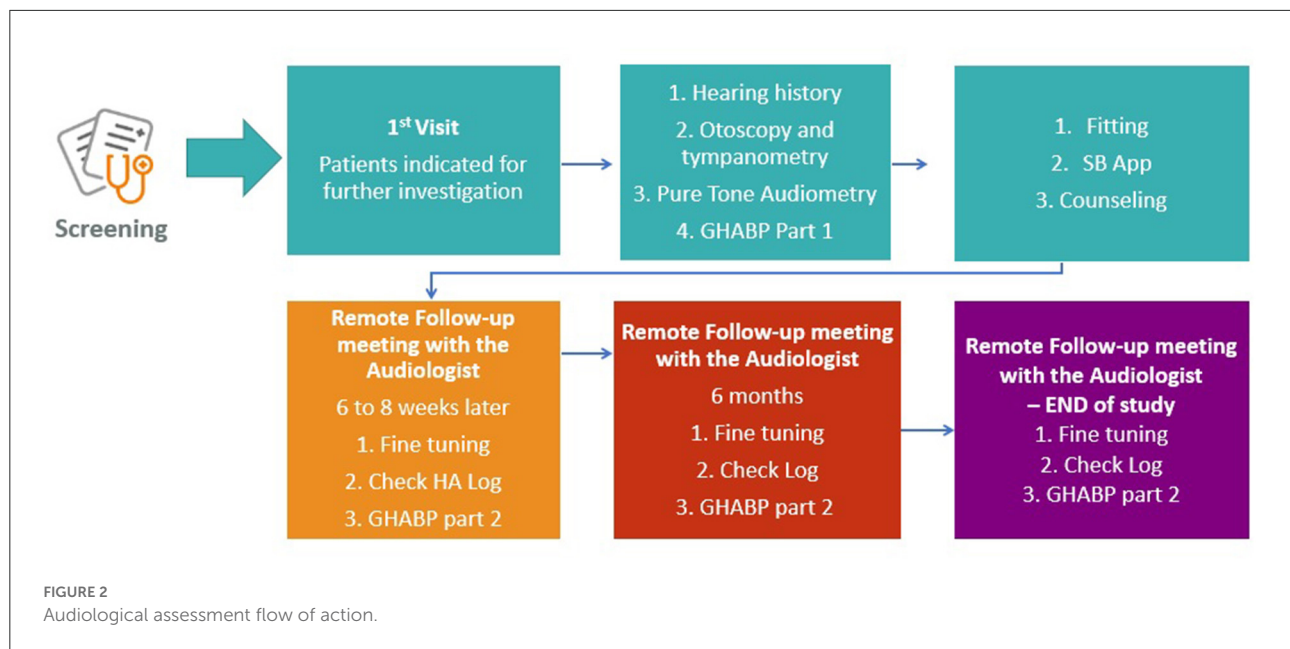 Screening
1st Visit
Patients indicated for
further investigation
1. Hearing history
2. Otoscopy and
tympanometry
3. Pure Tone Audiometry
4. GHABP Part 1
1. Fitting
2. SB App
3. Counseling
Remote Follow-up
meeting with the
Audiologist
6 to 8 weeks later
1. Fine tuning
2. Check HA Log
3. GHABP part 2
Remote Follow-up meeting
with the Audiologist
6 months
1. Fine tuning
2. Check Log
3. GHABP part 2
Remote Follow-up meeting
with the Audiologist
– END of study
1. Fine tuning
2. Check Log
3. GHABP part 2
FIGURE 2
Audiological assessment flow of action.